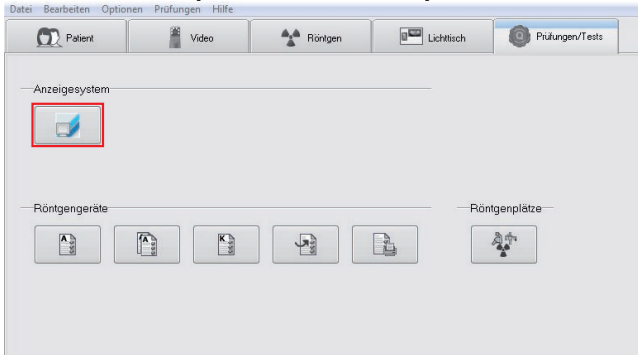 Datei Bearbeiten Optionen Prüfungen Hilfe
Patient Video Röntgen Lichttisch Prüfungen/Tests
Anzeigesystem
Röntgengeräte Röntgenplätze
A A K